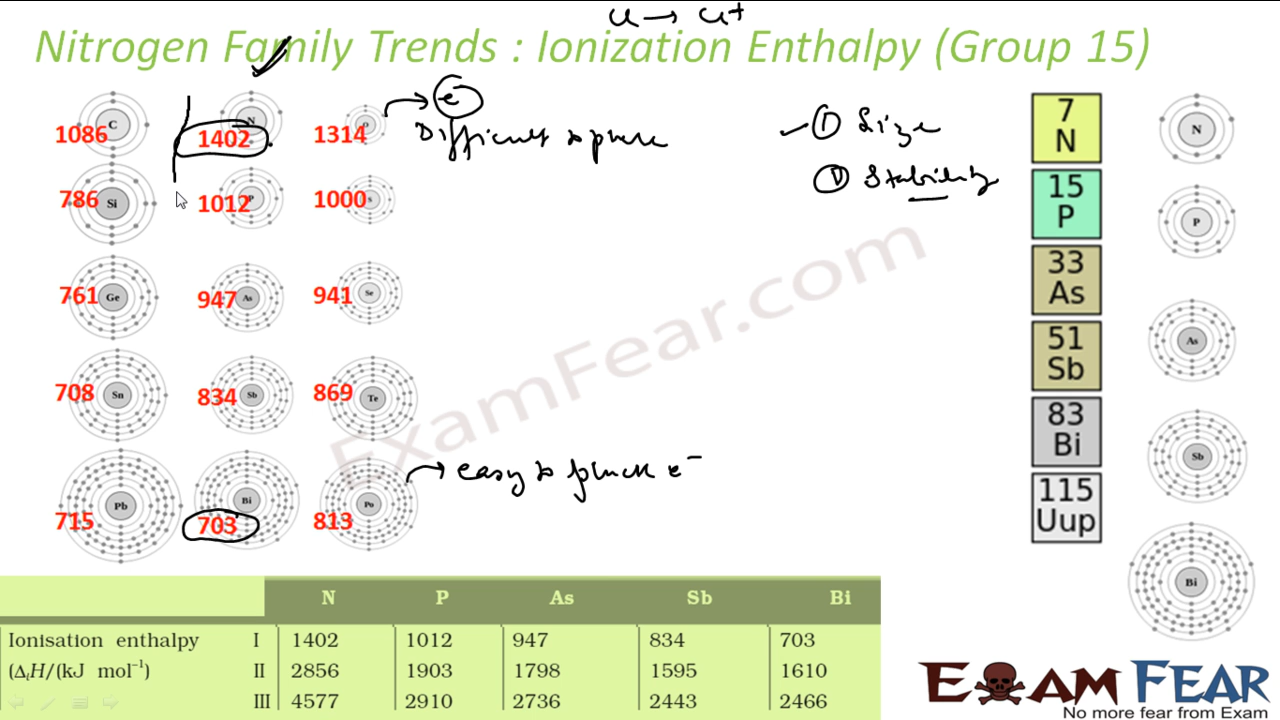 u → u+
Nitrogen Family Trends : Ionization Enthalpy (Group 15)
C N O
1086 1402 1314
e-
Difficult to pluck
① Size
② Stability
Si P S
786 1012 1000
Ge As Se
761 947 941
Sn Sb Te
708 834 869
Pb Bi Po
715 703 813
easy to pluck e-
7
N
15
P
33
As
51
Sb
83
Bi
115
Uup
N
P
As
Sb
Bi
ExamFear.com
N P As Sb Bi
Ionisation enthalpy I 1402 1012 947 834 703
(ΔiH/(kJ mol–1) II 2856 1903 1798 1595 1610
III 4577 2910 2736 2443 2466
EXAM FEAR
No more fear from Exam